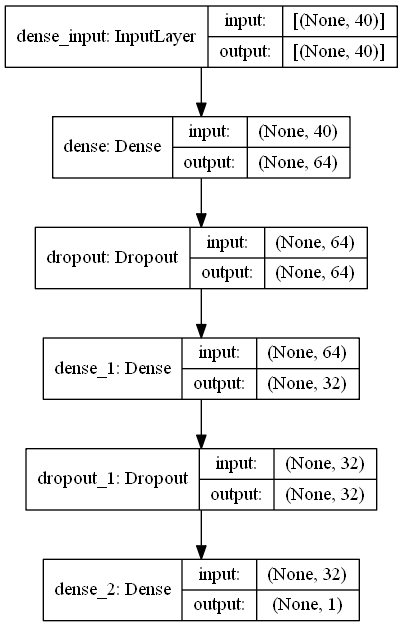 dense_input: InputLayer
input: [(None, 40)]
output: [(None, 40)]
dense: Dense
input: (None, 40)
output: (None, 64)
dropout: Dropout
input: (None, 64)
output: (None, 64)
dense_1: Dense
input: (None, 64)
output: (None, 32)
dropout_1: Dropout
input: (None, 32)
output: (None, 32)
dense_2: Dense
input: (None, 32)
output: (None, 1)